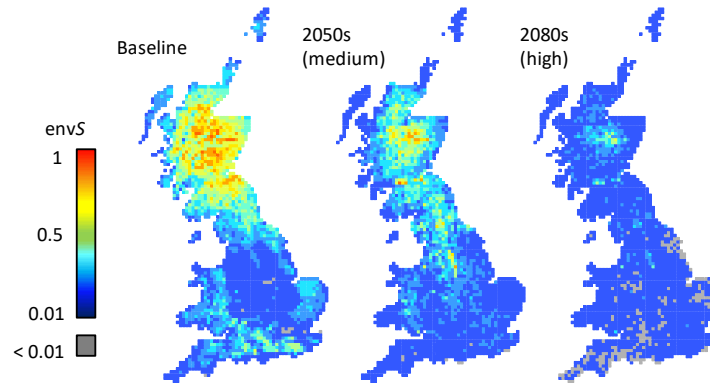 Baseline
2050s
(medium)
2080s
(high)
envS
1
0.5
0.01
< 0.01